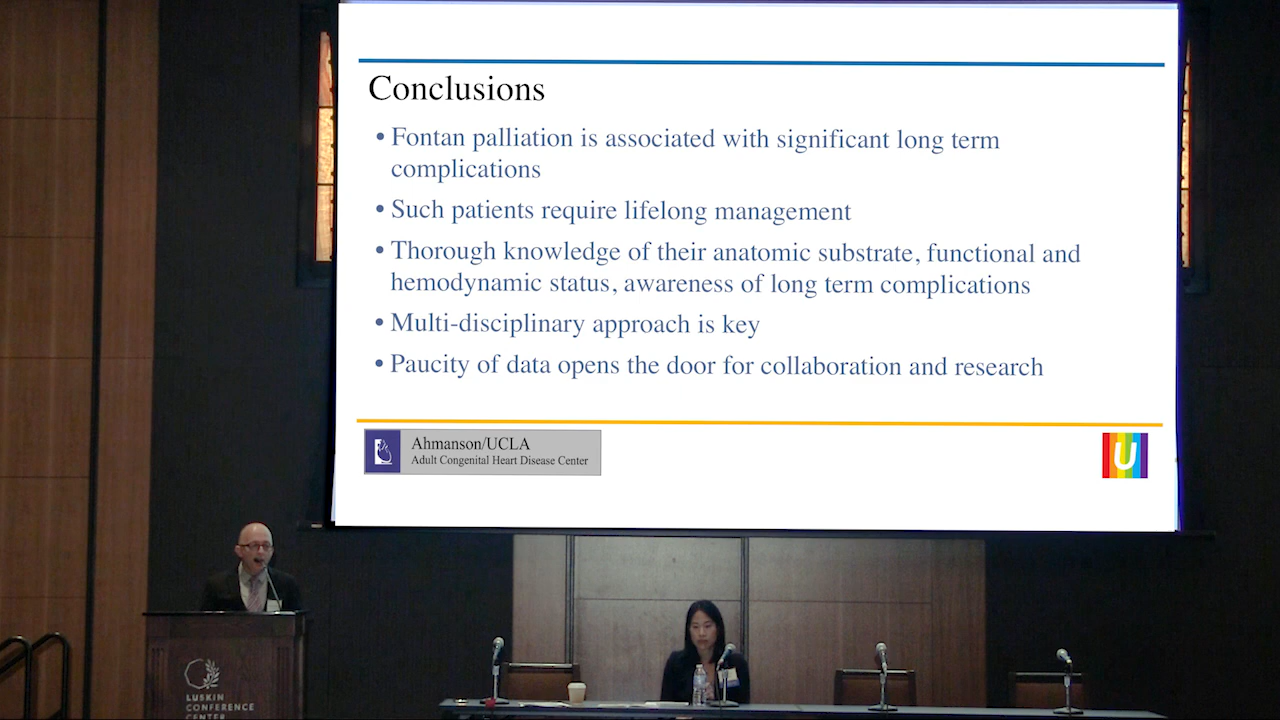 Conclusions
• Fontan palliation is associated with significant long term
complications
• Such patients require lifelong management
• Thorough knowledge of their anatomic substrate, functional and
hemodynamic status, awareness of long term complications
• Multi-disciplinary approach is key
• Paucity of data opens the door for collaboration and research
Ahmanson/UCLA
Adult Congenital Heart Disease Center
U
LUSKIN
CONFERENCE
CENTER